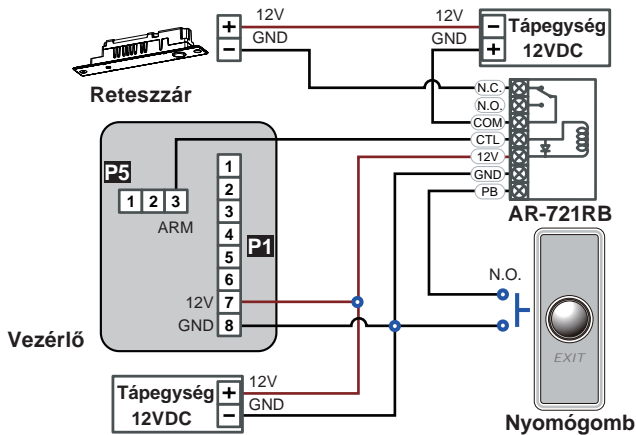 + 12V 12V −
− GND GND +
Tápegység
12VDC
Reteszzár
N.C.
N.O.
COM
CTL
12V
GND
PB
AR-721RB
P5
1 2 3
ARM
1
2
3
4
5
6
7
8
P1
12V
GND
Vezérlő
N.O.
EXIT
Nyomógomb
Tápegység
12VDC
+ 12V
− GND